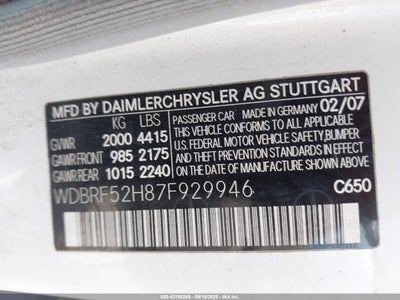 MFD BY DAIMLERCHRYSLER AG STUTTGART
KG LBS PASSENGER CAR MADE IN GERMANY 02/07
GVWR 2000 4415 THIS VEHICLE CONFORMS TO ALL APPLICABLE
GAWR FRONT 985 2175 U.S. FEDERAL MOTOR VEHICLE SAFETY, BUMPER
GAWR REAR 1015 2240 AND THEFT PREVENTION STANDARDS IN EFFECT ON THE DATE OF MANUFACTURE SHOWN ABOVE.
WDBRF52H87F929946 C650